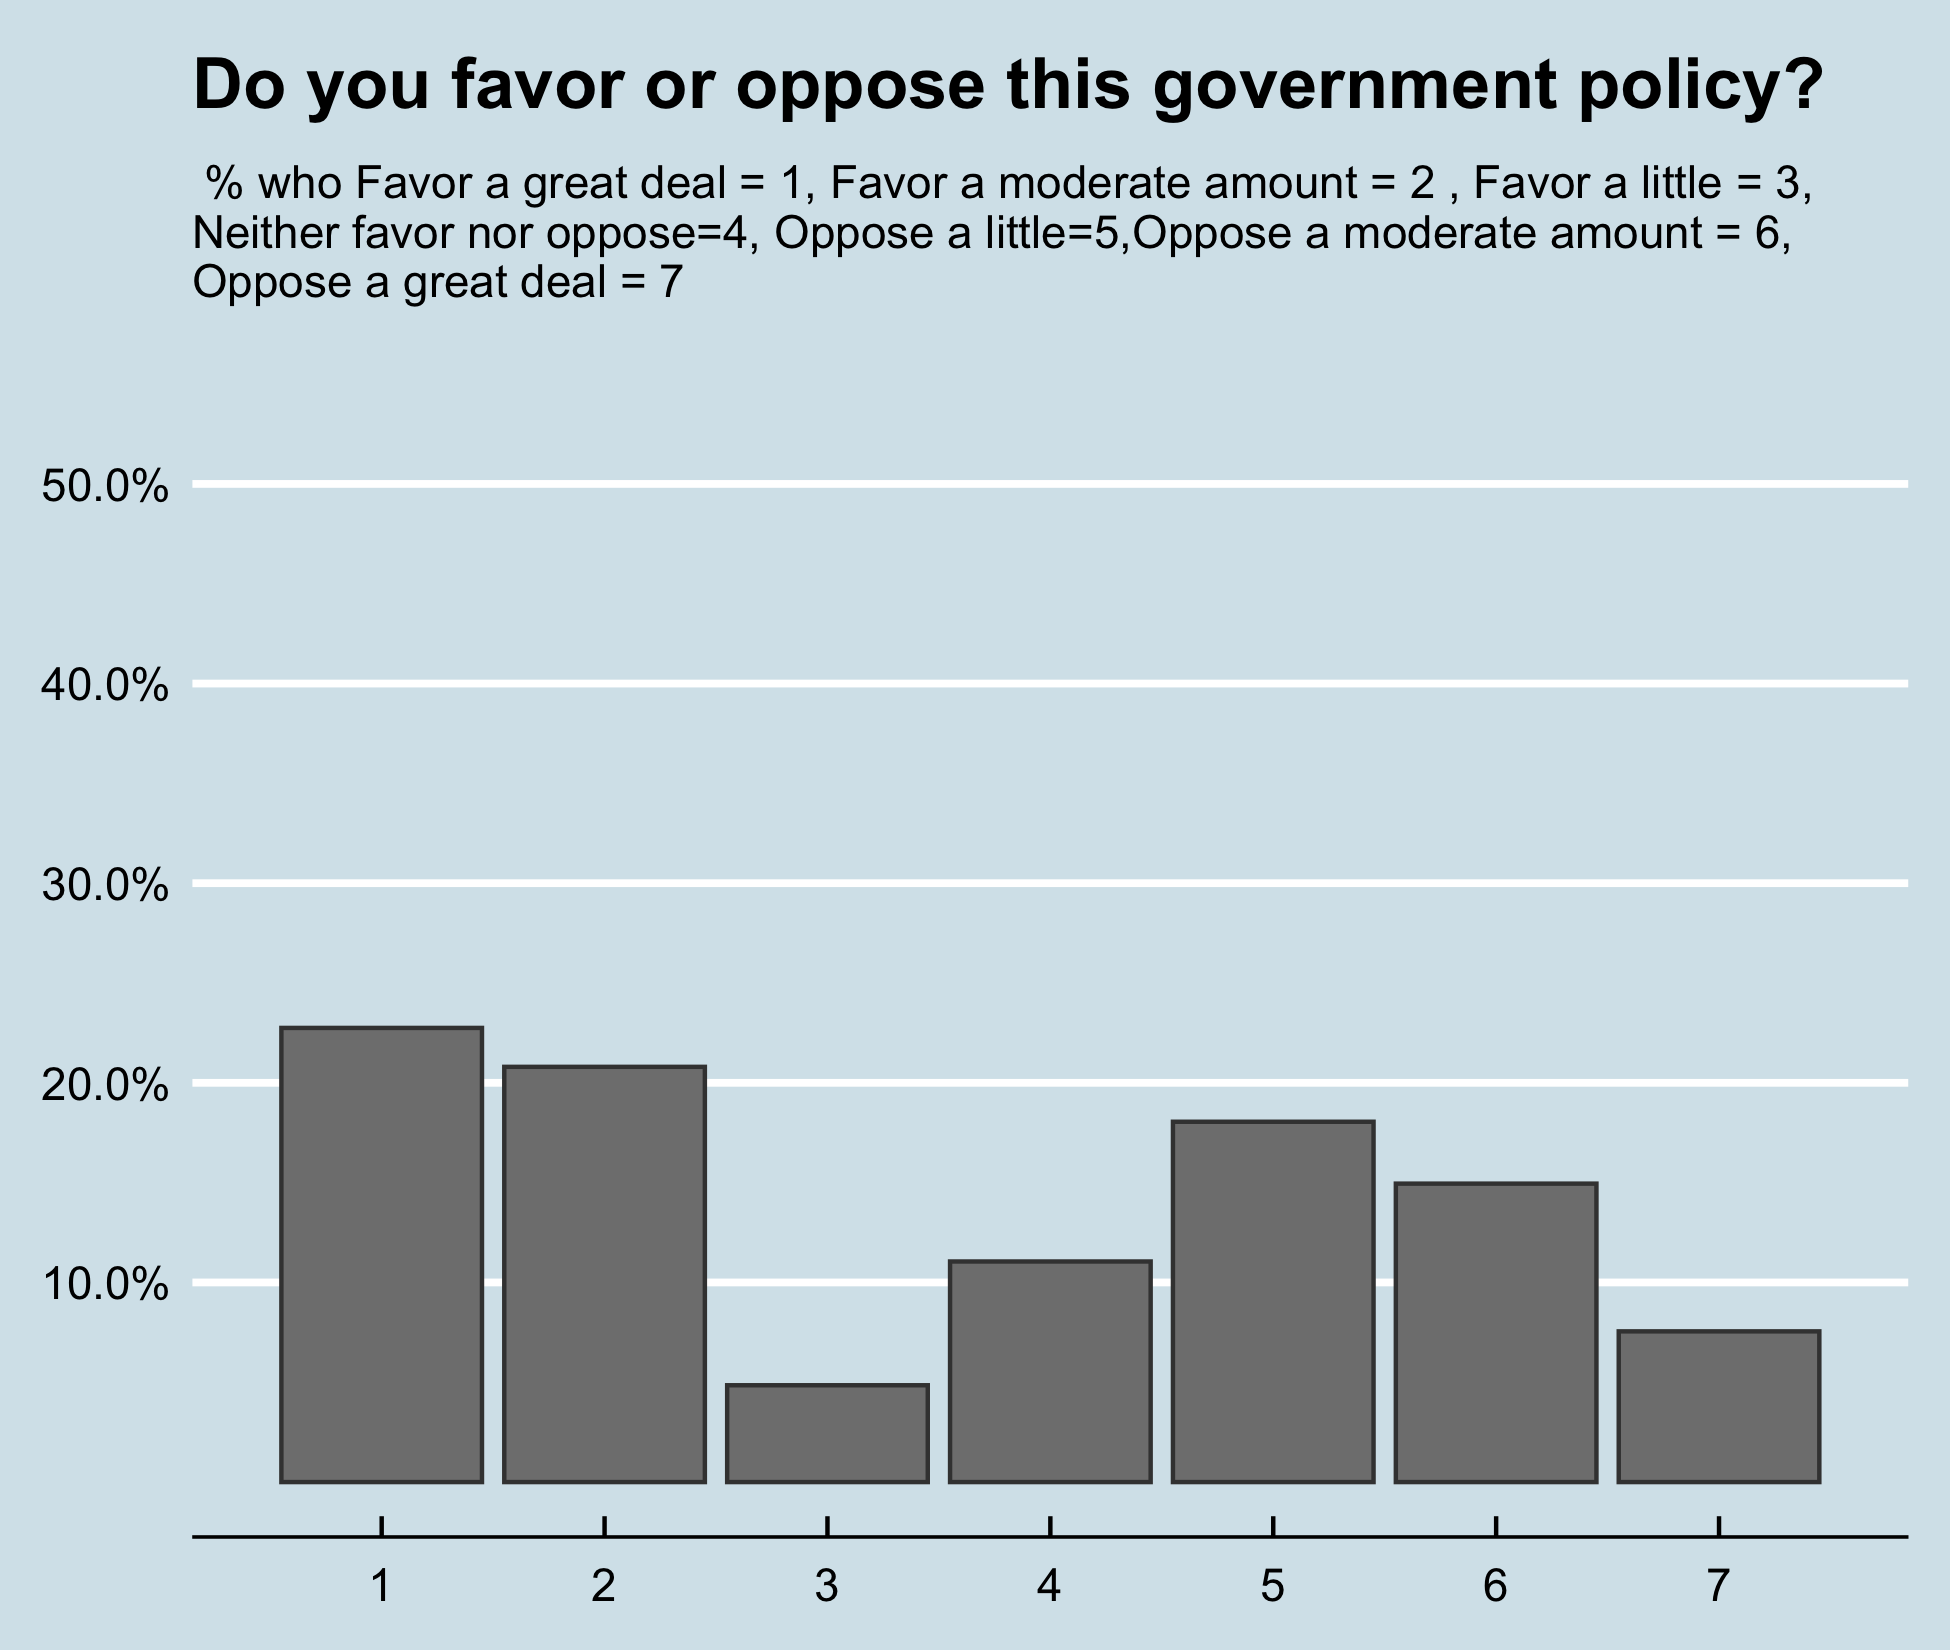 Do you favor or oppose this government policy?
% who Favor a great deal = 1, Favor a moderate amount = 2 , Favor a little = 3,
Neither favor nor oppose=4, Oppose a little=5,Oppose a moderate amount = 6,
Oppose a great deal = 7
50.0%
40.0%
30.0%
20.0%
10.0%
1 2 3 4 5 6 7